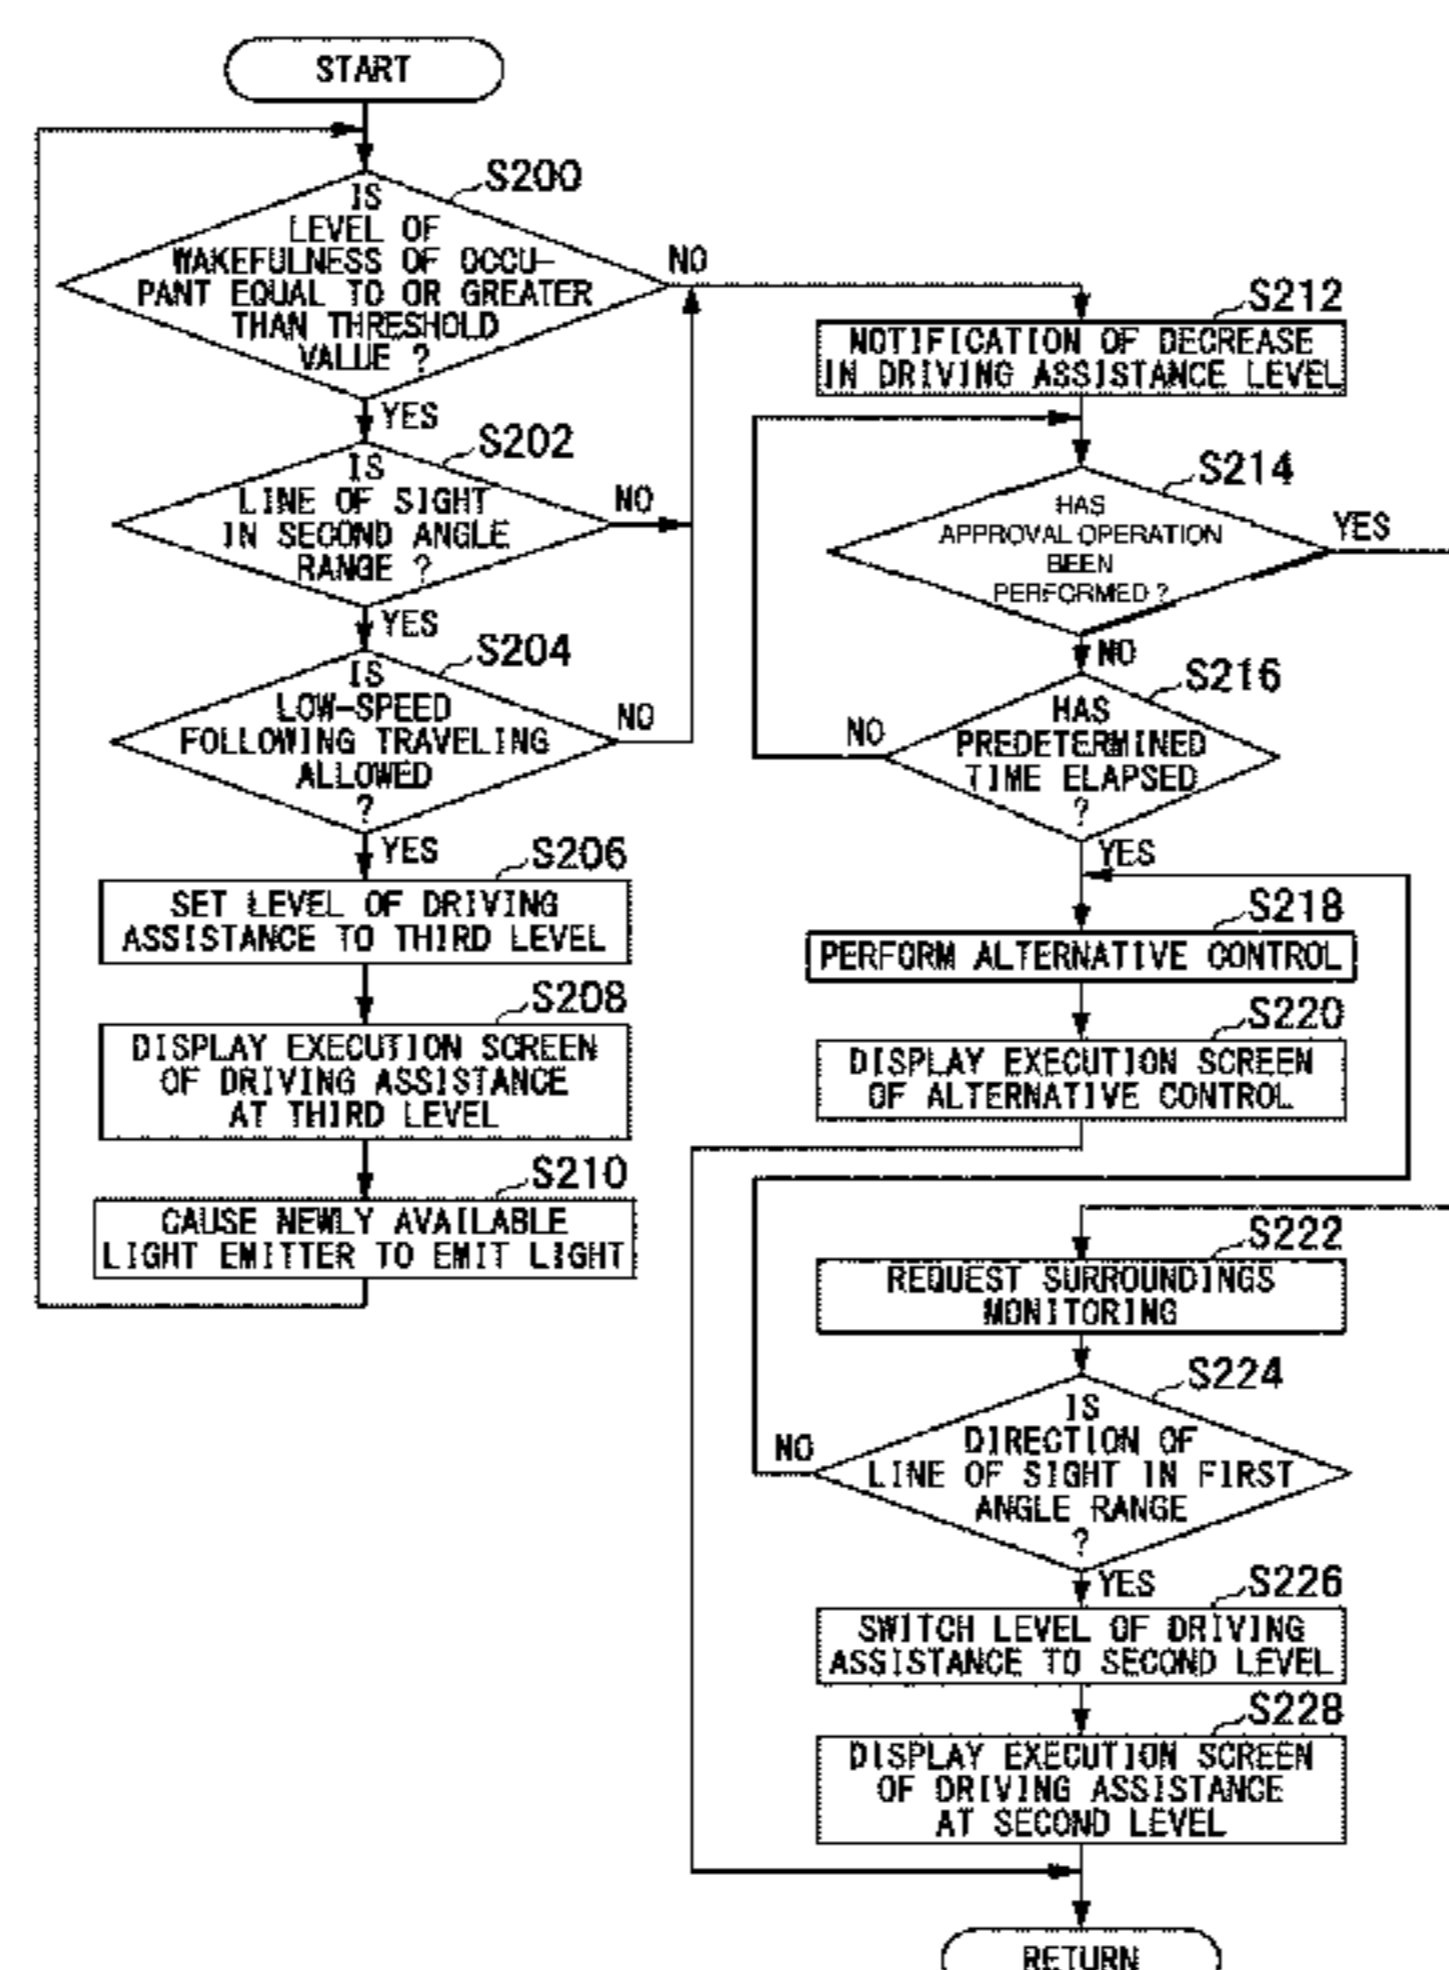 START
S200
IS
LEVEL OF
WAKEFULNESS OF OCCU-
PANT EQUAL TO OR GREATER
THAN THRESHOLD
VALUE ?
NO
YES
S202
IS
LINE OF SIGHT
IN SECOND ANGLE
RANGE ?
NO
YES
S204
IS
LOW-SPEED
FOLLOWING TRAVELING
ALLOWED
?
NO
YES
S206
SET LEVEL OF DRIVING
ASSISTANCE TO THIRD LEVEL
S208
DISPLAY EXECUTION SCREEN
OF DRIVING ASSISTANCE
AT THIRD LEVEL
S210
CAUSE NEWLY AVAILABLE
LIGHT EMITTER TO EMIT LIGHT
S212
NOTIFICATION OF DECREASE
IN DRIVING ASSISTANCE LEVEL
S214
HAS
APPROVAL OPERATION
BEEN
PERFORMED ?
YES
NO
S216
HAS
PREDETERMINED
TIME ELAPSED
?
NO
YES
S218
PERFORM ALTERNATIVE CONTROL
S220
DISPLAY EXECUTION SCREEN
OF ALTERNATIVE CONTROL
S222
REQUEST SURROUNDINGS
MONITORING
S224
IS
DIRECTION OF
LINE OF SIGHT IN FIRST
ANGLE RANGE
?
NO
YES
S226
SWITCH LEVEL OF DRIVING
ASSISTANCE TO SECOND LEVEL
S228
DISPLAY EXECUTION SCREEN
OF DRIVING ASSISTANCE
AT SECOND LEVEL
RETURN